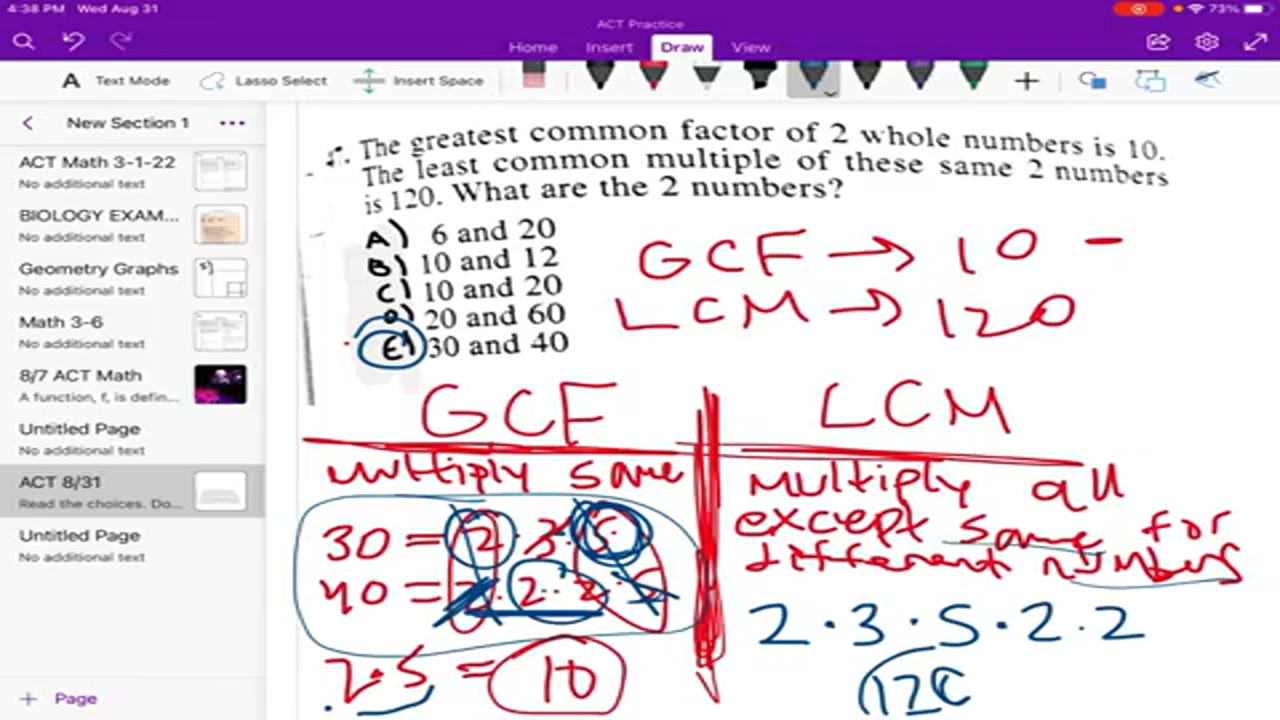 4:38 PM Wed Aug 31
73%
ACT Practice
Home Insert Draw View
A Text Mode Lasso Select Insert Space
New Section 1
ACT Math 3-1-22
No additional text
BIOLOGY EXAM...
No additional text
Geometry Graphs
No additional text
Math 3-6
No additional text
8/7 ACT Math
A function, f, is defin...
Untitled Page
No additional text
ACT 8/31
Read the choices. Do...
Untitled Page
No additional text
+ Page
The greatest common factor of 2 whole numbers is 10.
The least common multiple of these same 2 numbers
is 120. What are the 2 numbers?
A) 6 and 20
B) 10 and 12
C) 10 and 20
D) 20 and 60
E) 30 and 40
GCF → 10 -
LCM → 120
GCF
multiply same
30 = 2 · 3 · 5
40 = 2 · 2 · 2 · 5
2 · 5 = 10
LCM
multiply all
except same for
different numbers
2 · 3 · 5 · 2 · 2
120